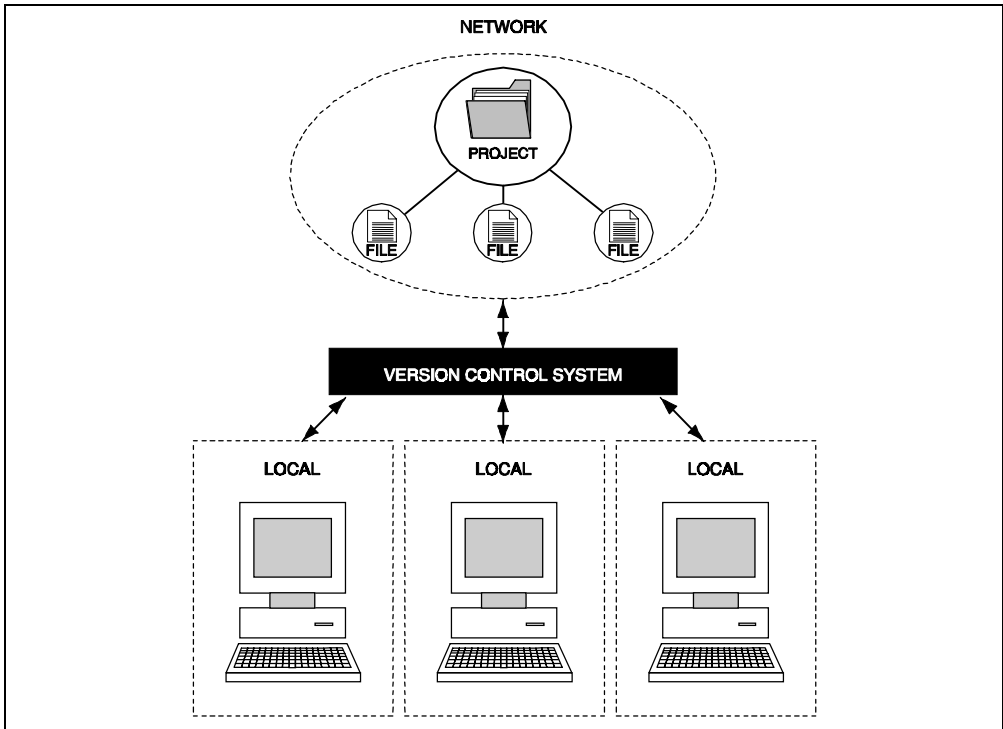 NETWORK
PROJECT
FILE
FILE
FILE
VERSION CONTROL SYSTEM
LOCAL
LOCAL
LOCAL